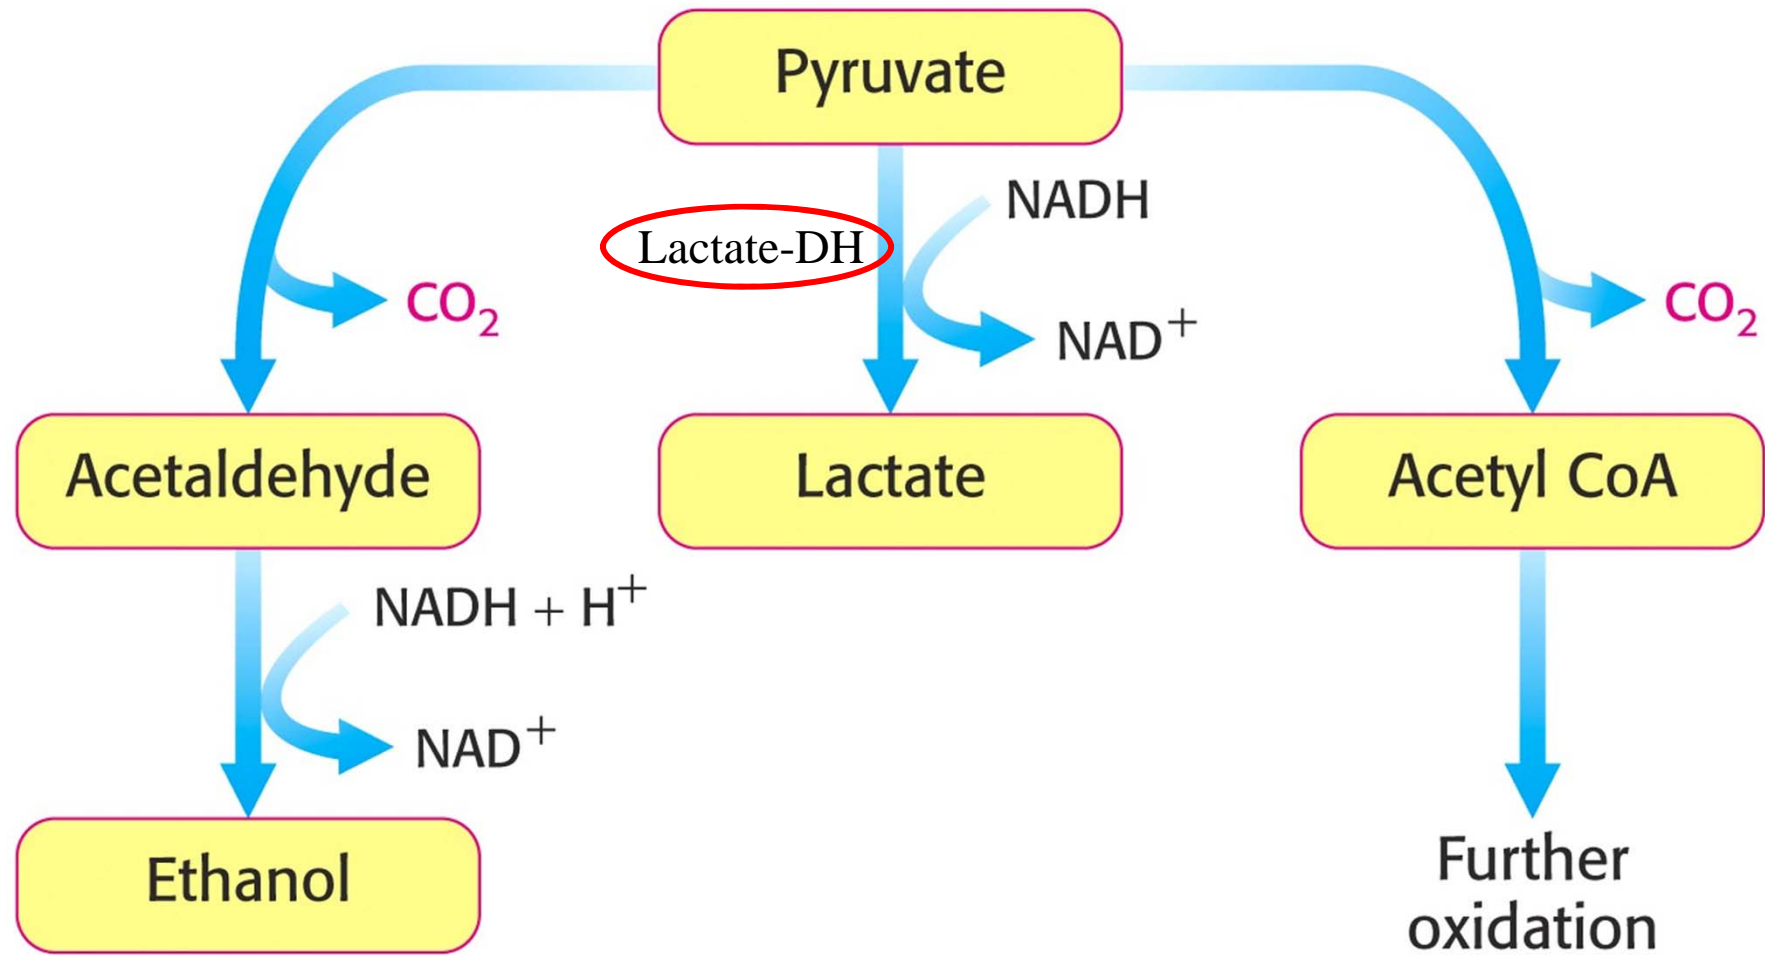 Pyruvate
NADH
Lactate-DH
CO₂
CO₂
NAD⁺
Acetaldehyde
Lactate
Acetyl CoA
NADH + H⁺
NAD⁺
Ethanol
Further
oxidation